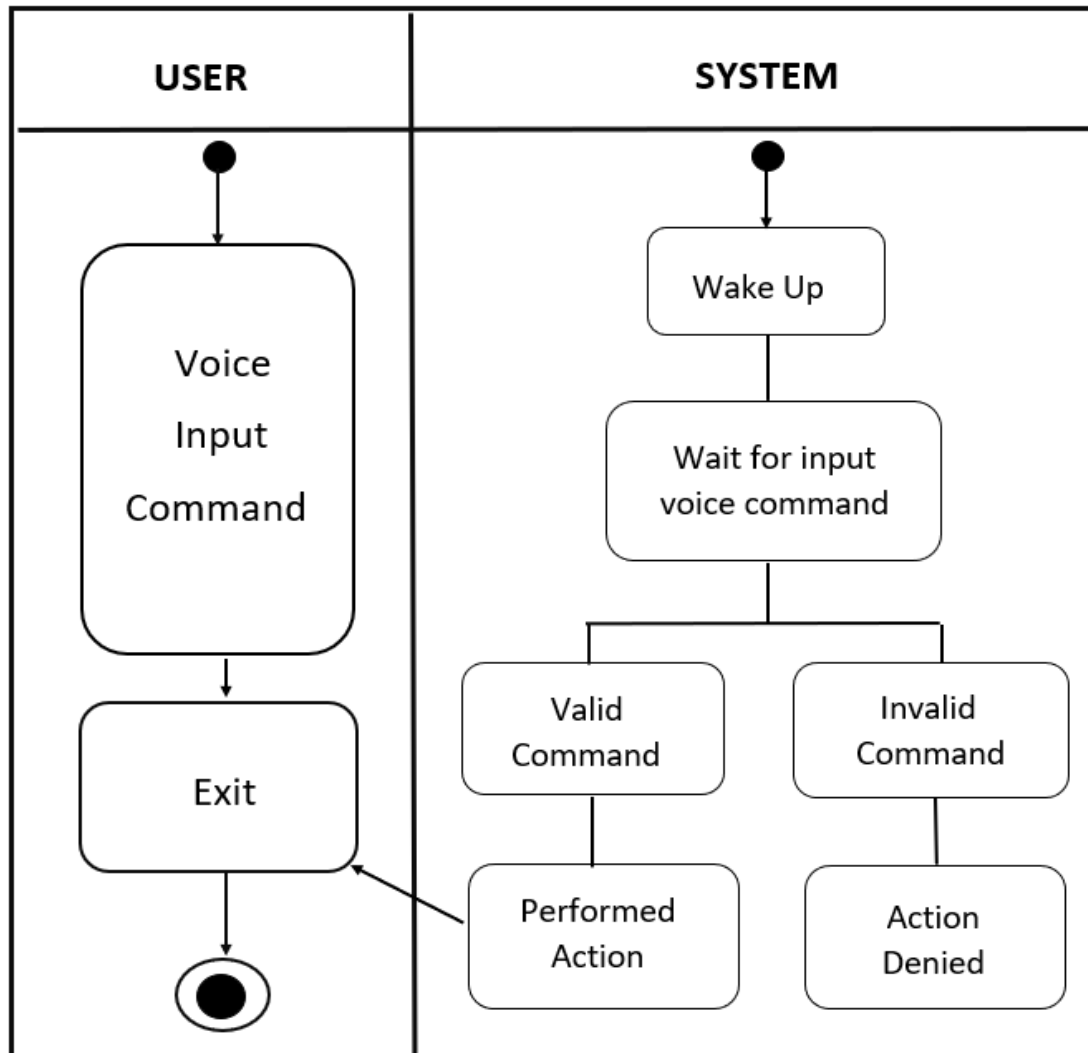 USER
SYSTEM
Voice
Input
Command
Exit
Wake Up
Wait for input
voice command
Valid
Command
Invalid
Command
Performed
Action
Action
Denied